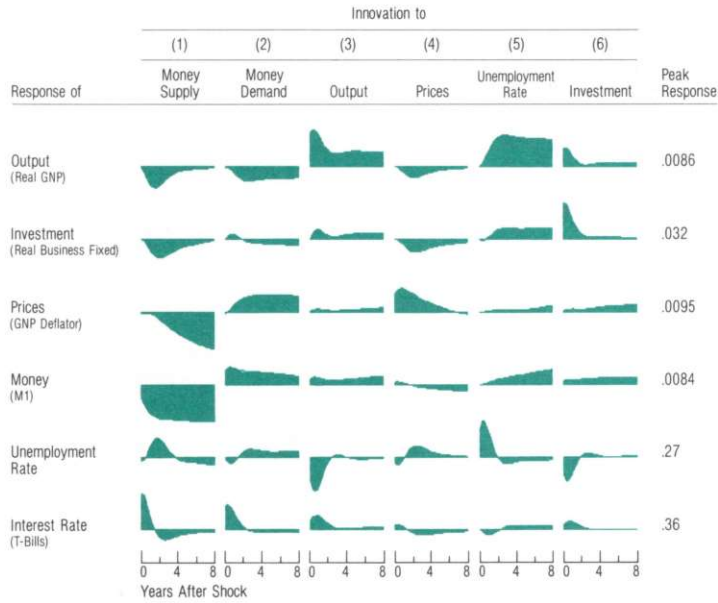 Innovation to
(1) (2) (3) (4) (5) (6)
Response of Money Supply Money Demand Output Prices Unemployment Rate Investment Peak Response
Output .0086
(Real GNP)
Investment .032
(Real Business Fixed)
Prices .0095
(GNP Deflator)
Money .0084
(M1)
Unemployment .27
Rate
Interest Rate .36
(T-Bills)
0 4 8 0 4 8 0 4 8 0 4 8 0 4 8 0 4 8
Years After Shock